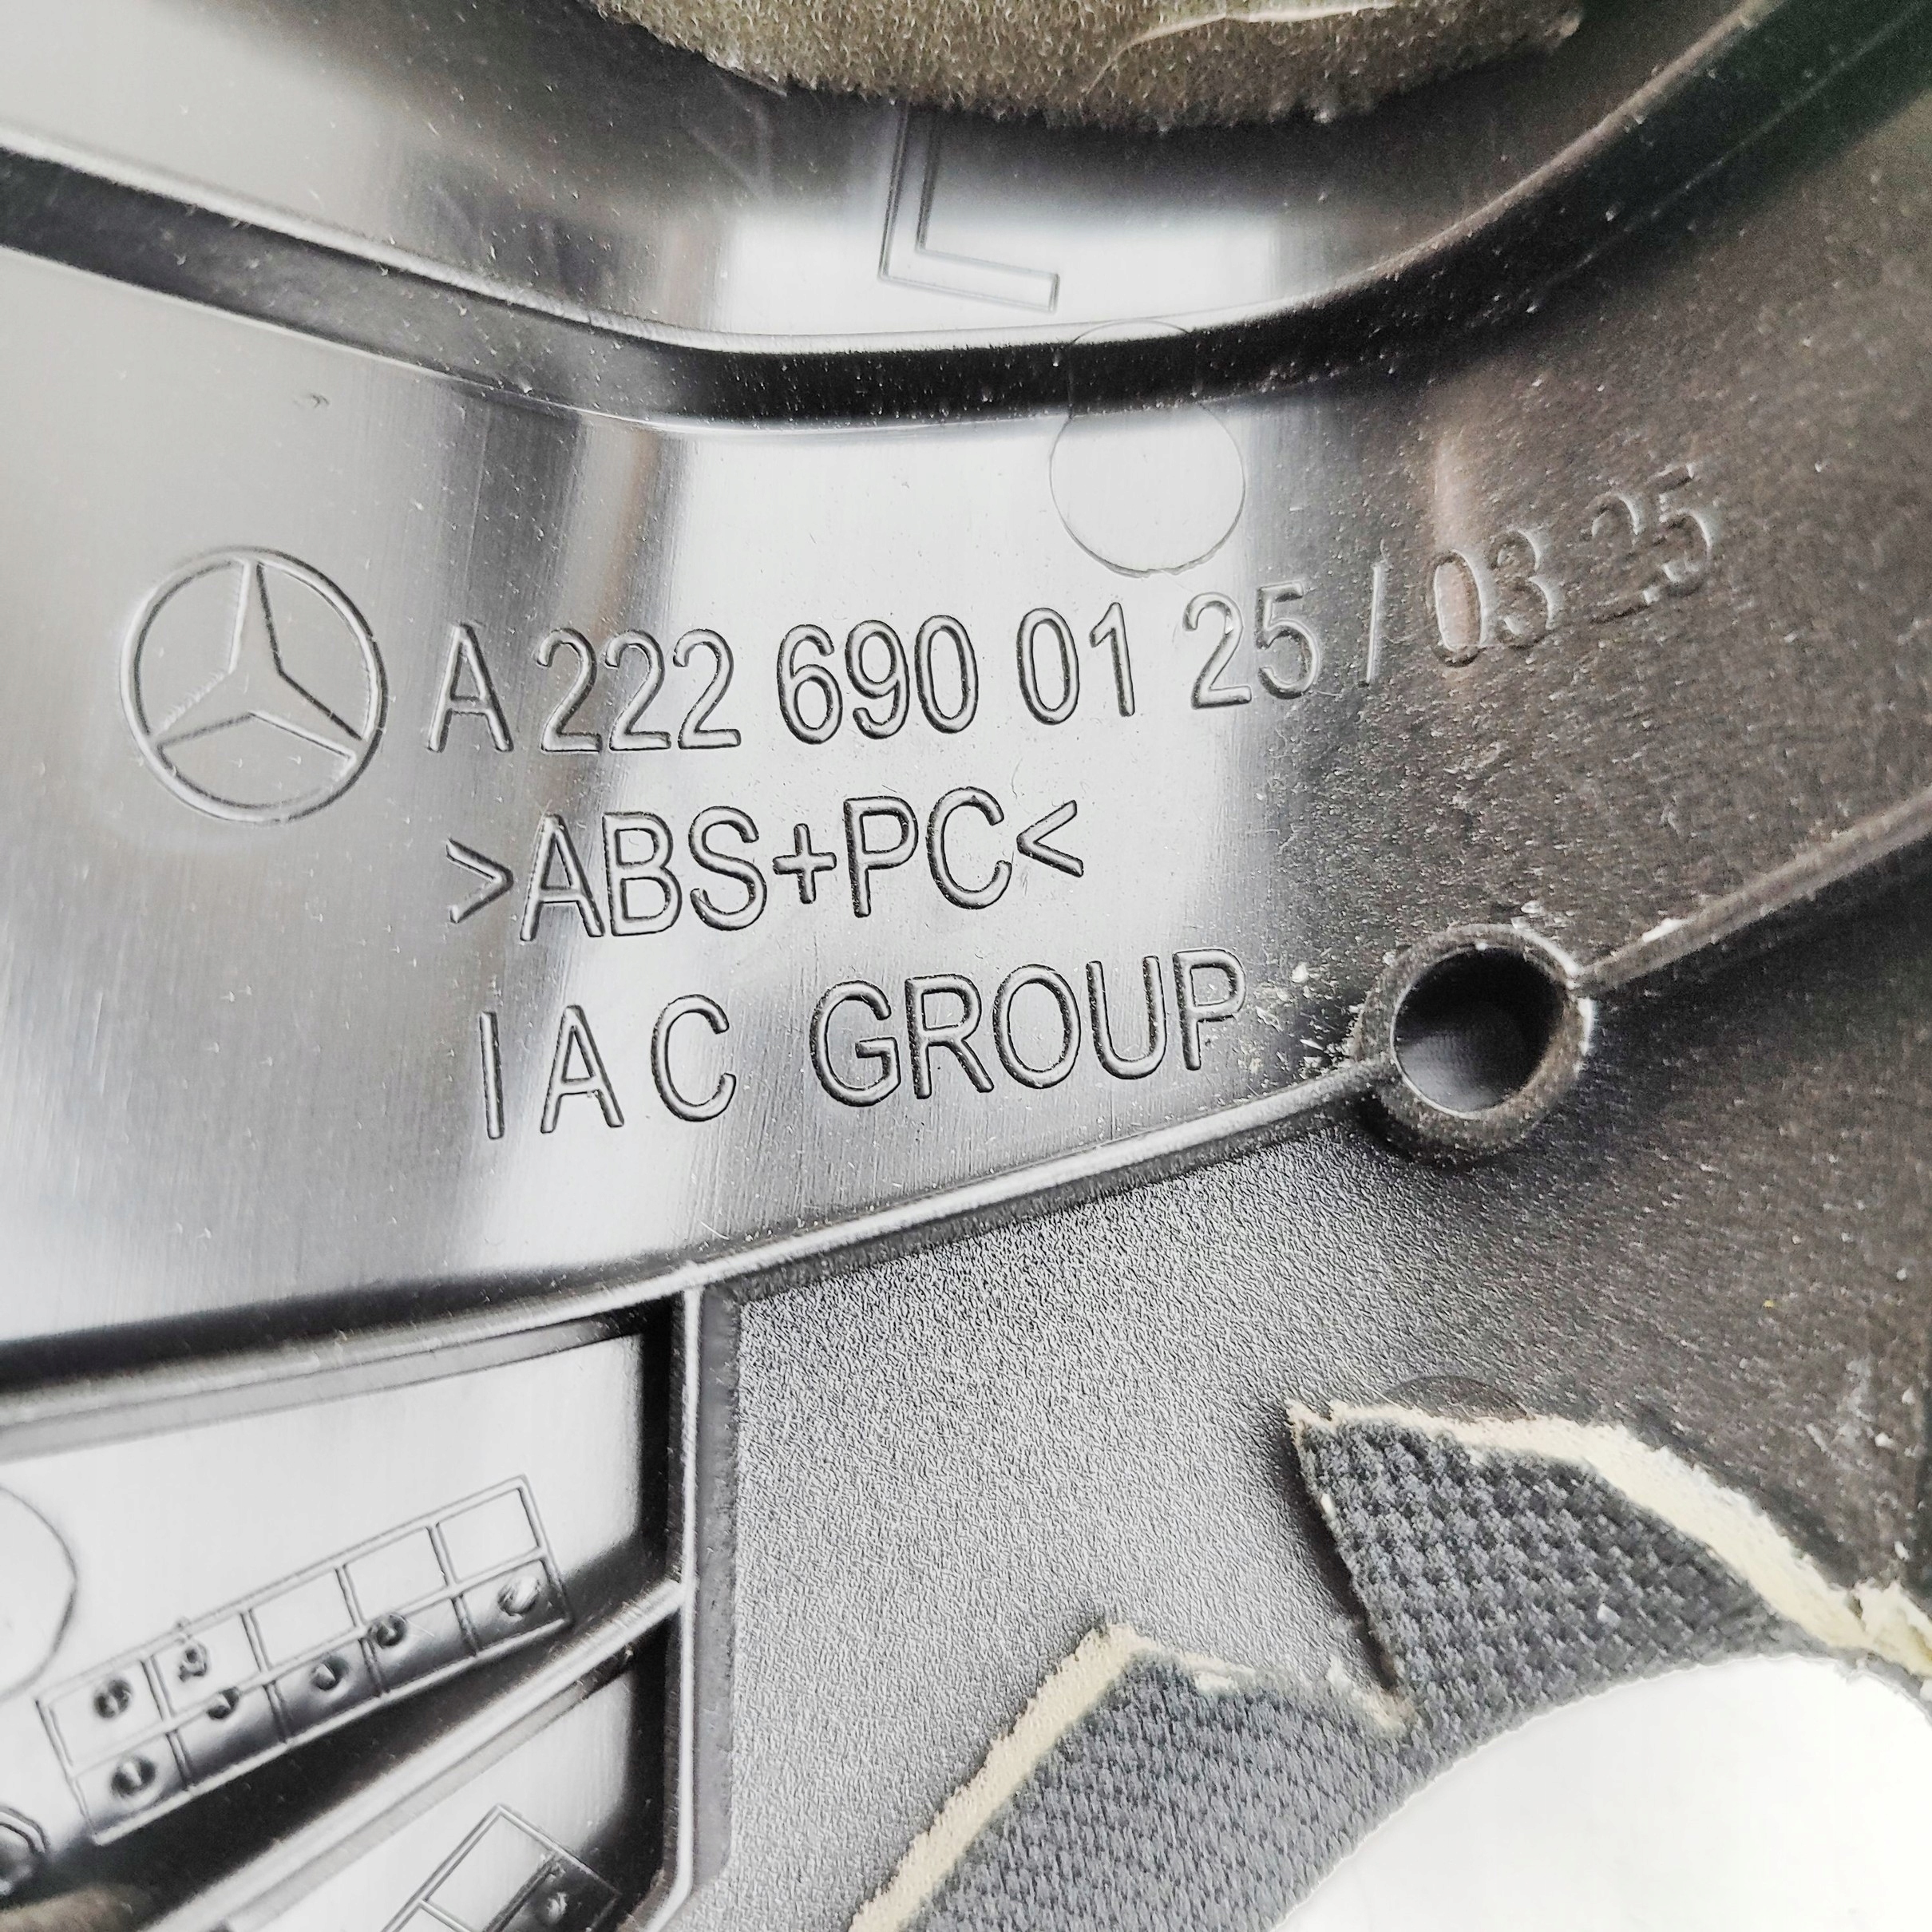 L
A 222 690 01 25 / 03 25
>ABS+PC<
IAC GROUP